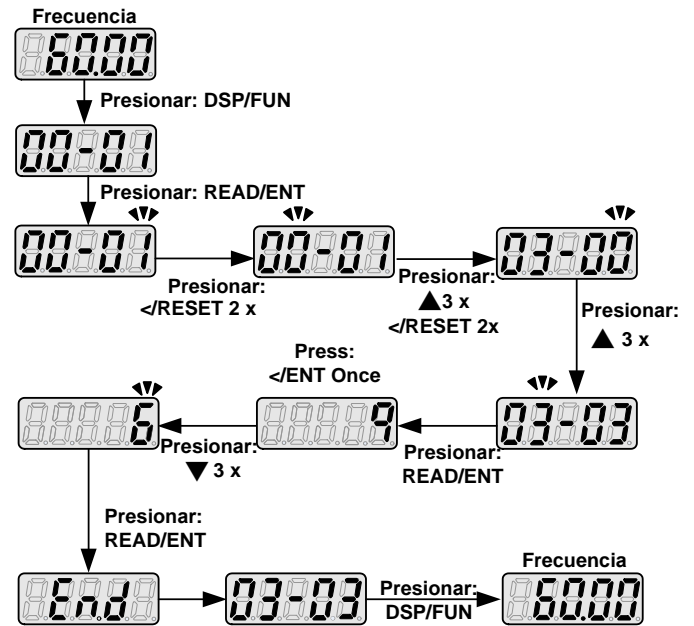 Frecuencia
60.00
Presionar: DSP/FUN
00-01
Presionar: READ/ENT
00-01
Presionar:
</RESET 2 x
00-01
Presionar:
▲3 x
</RESET 2x
03-00
Presionar:
▲ 3 x
03-03
Presionar:
READ/ENT
Press:
</ENT Once
9
Presionar:
▼ 3 x
6
Presionar:
READ/ENT
End
03-03
Presionar:
DSP/FUN
Frecuencia
60.00